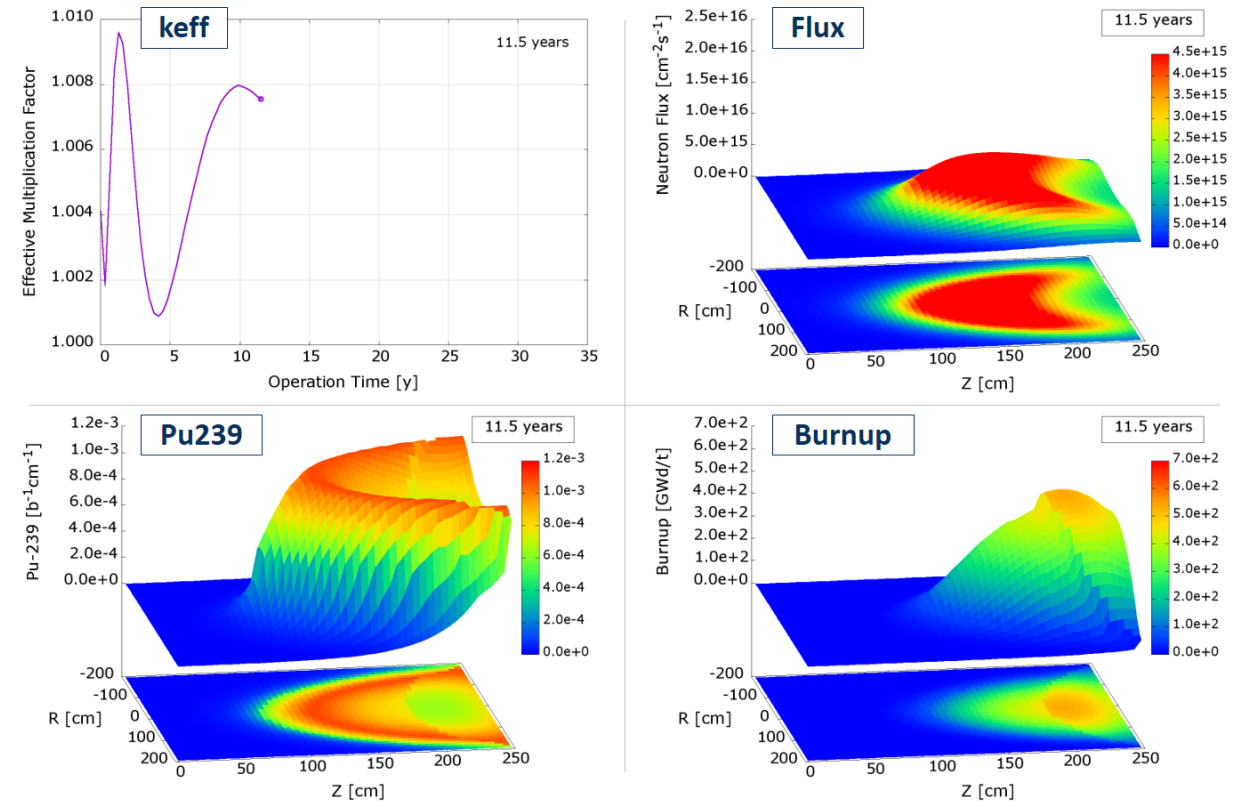 keff
11.5 years
Effective Multiplication Factor
1.010
1.008
1.006
1.004
1.002
1.000
0 5 10 15 20 25 30 35
Operation Time [y]
Flux
11.5 years
Neutron Flux [cm-2s-1]
2.5e+16
2.0e+16
1.5e+16
1.0e+16
5.0e+15
0.0e+0
4.5e+15
4.0e+15
3.5e+15
3.0e+15
2.5e+15
2.0e+15
1.5e+15
1.0e+15
5.0e+14
0.0e+0
-200
-100
0
100
200
R [cm]
0 50 100 150 200 250
Z [cm]
Pu239
11.5 years
Pu-239 [b-1cm-1]
1.2e-3
1.0e-3
8.0e-4
6.0e-4
4.0e-4
2.0e-4
0.0e+0
1.2e-3
1.0e-3
8.0e-4
6.0e-4
4.0e-4
2.0e-4
0.0e+0
-200
-100
0
100
200
R [cm]
0 50 100 150 200 250
Z [cm]
Burnup
11.5 years
Burnup [GWd/t]
7.0e+2
6.0e+2
5.0e+2
4.0e+2
3.0e+2
2.0e+2
1.0e+2
0.0e+0
7.0e+2
6.0e+2
5.0e+2
4.0e+2
3.0e+2
2.0e+2
1.0e+2
0.0e+0
-200
-100
0
100
200
R [cm]
0 50 100 150 200 250
Z [cm]